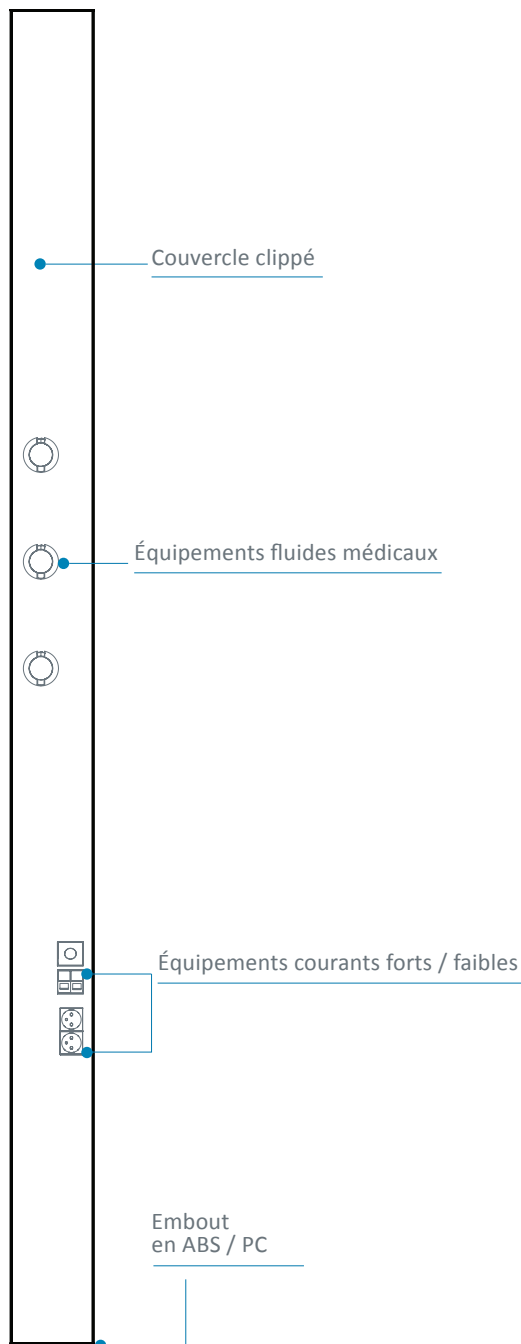 Couvercle clippé
Équipements fluides médicaux
Équipements courants forts / faibles
Embout
en ABS / PC